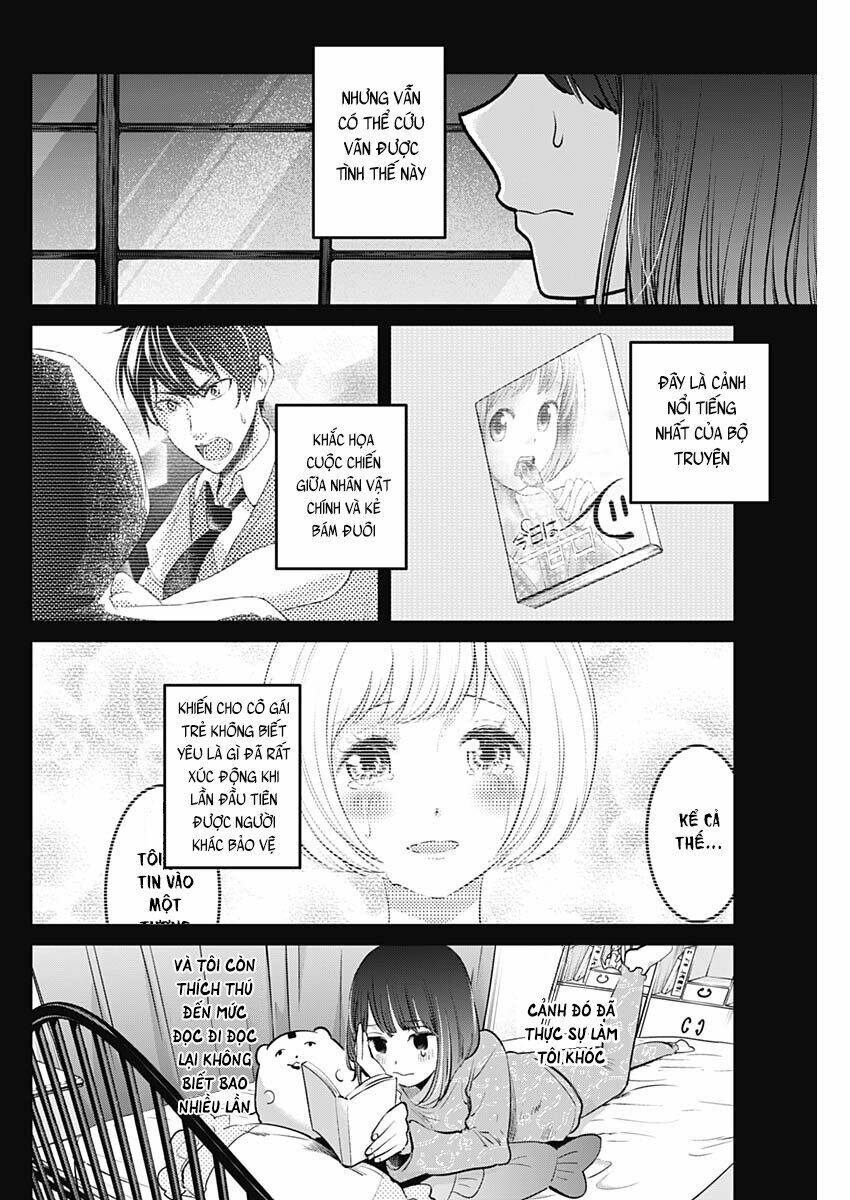 NHƯNG VẪN
CÓ THỂ CỨU
VÃN ĐƯỢC
TÌNH THẾ NÀY
ĐÂY LÀ CẢNH
NỔI TIẾNG
NHẤT CỦA BỘ
TRUYỆN
今日は
KHẮC HỌA
CUỘC CHIẾN
GIỮA NHÂN VẬT
CHÍNH VÀ KẺ
BÁM ĐUÔI
KỂ CẢ
THẾ...
KHIẾN CHO CÔ GÁI
TRẺ KHÔNG BIẾT
YÊU LÀ GÌ ĐÃ RẤT
XÚC ĐỘNG KHI
LẦN ĐẦU TIÊN
ĐƯỢC NGƯỜI
KHÁC BẢO VỆ
TÔI
TIN VÀO
MỘT
CẢNH ĐÓ ĐÃ
THỰC SỰ LÀM
TÔI KHÓC
VÀ TÔI CÒN
THÍCH THÚ
ĐẾN MỨC
ĐỌC ĐI ĐỌC
LẠI KHÔNG
BIẾT BAO
NHIÊU LẦN